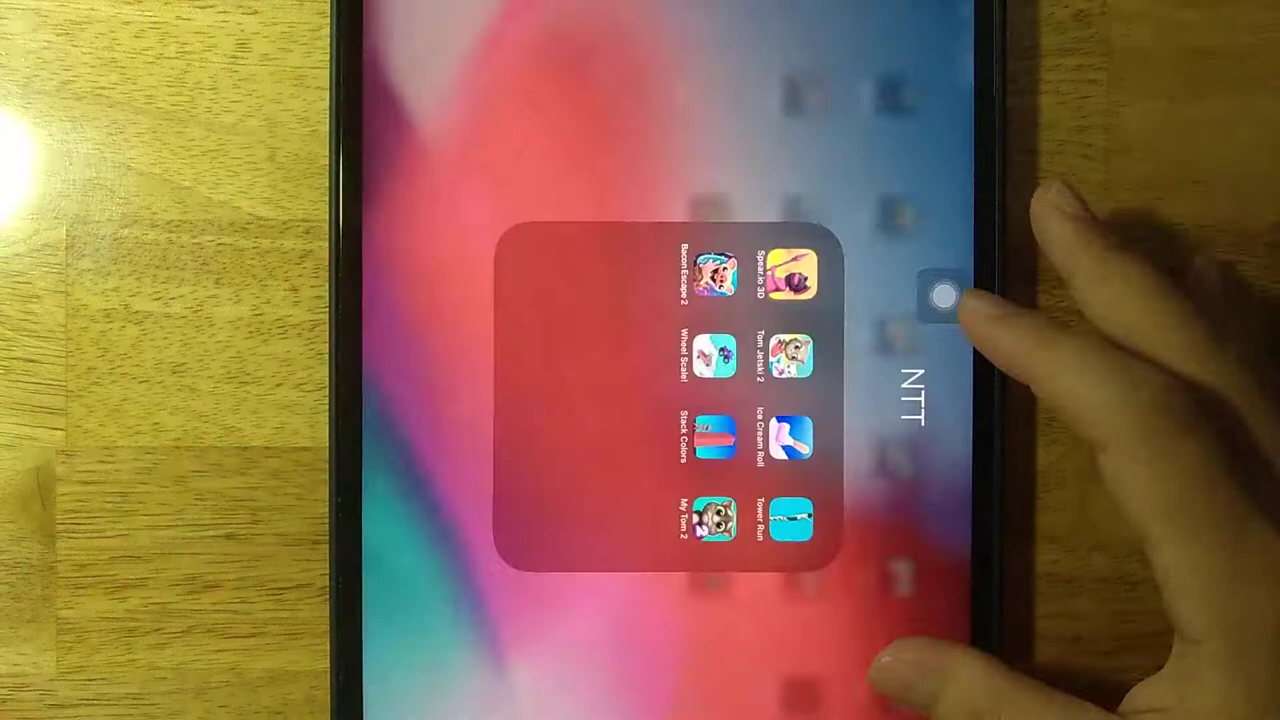 NTT
Spear.io 3D
Tom Jetski 2
Ice Cream Roll
Tower Run
Bacon Escape 2
Wheel Scale!
Stack Colors
My Tom 2